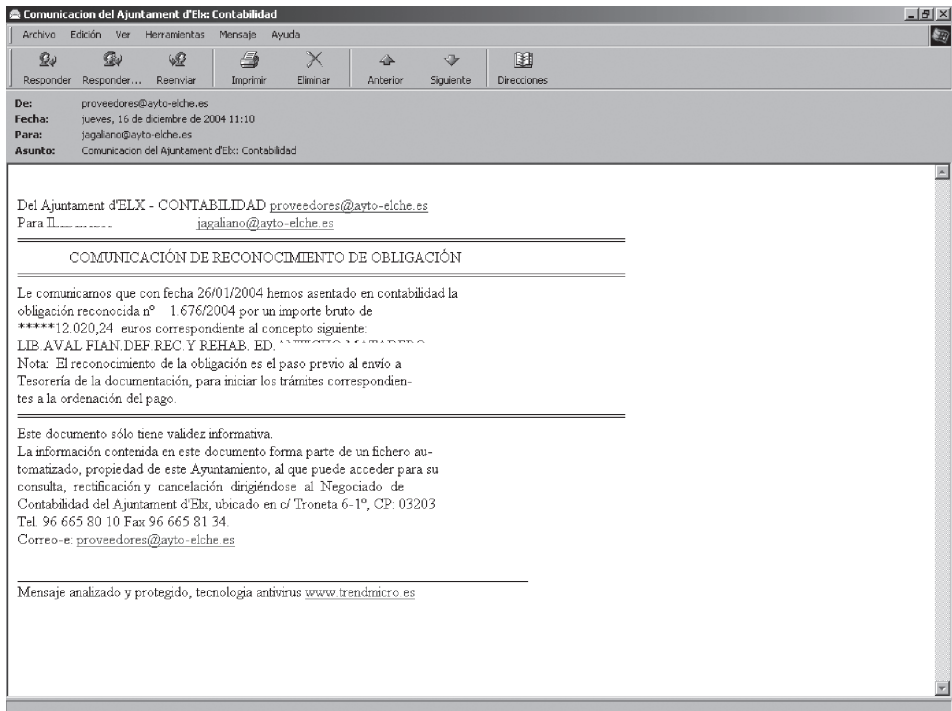 Comunicacion del Ajuntament d'Elx: Contabilidad
Archivo Edición Ver Herramientas Mensaje Ayuda
Responder Responder... Reenviar Imprimir Eliminar Anterior Siguiente Direcciones
De: proveedores@ayto-elche.es
Fecha: jueves, 16 de diciembre de 2004 11:10
Para: jagaliano@ayto-elche.es
Asunto: Comunicacion del Ajuntament d'Elx: Contabilidad
Del Ajuntament d'ELX - CONTABILIDAD proveedores@ayto-elche.es
Para jagaliano@ayto-elche.es
COMUNICACIÓN DE RECONOCIMIENTO DE OBLIGACIÓN
Le comunicamos que con fecha 26/01/2004 hemos asentado en contabilidad la
obligación reconocida nº 1.676/2004 por un importe bruto de
*****12.020,24 euros correspondiente al concepto siguiente:
LIB.AVAL FIAN.DEF.REC.Y REHAB. ED.
Nota: El reconocimiento de la obligación es el paso previo al envío a
Tesorería de la documentación, para iniciar los trámites correspondien-
tes a la ordenación del pago.
Este documento sólo tiene validez informativa.
La información contenida en este documento forma parte de un fichero au-
tomatizado, propiedad de este Ayuntamiento, al que puede acceder para su
consulta, rectificación y cancelación dirigiéndose al Negociado de
Contabilidad del Ajuntament d'Elx, ubicado en c/ Troneta 6-1º, CP: 03203
Tel. 96 665 80 10 Fax 96 665 81 34.
Correo-e: proveedores@ayto-elche.es
Mensaje analizado y protegido, tecnologia antivirus www.trendmicro.es